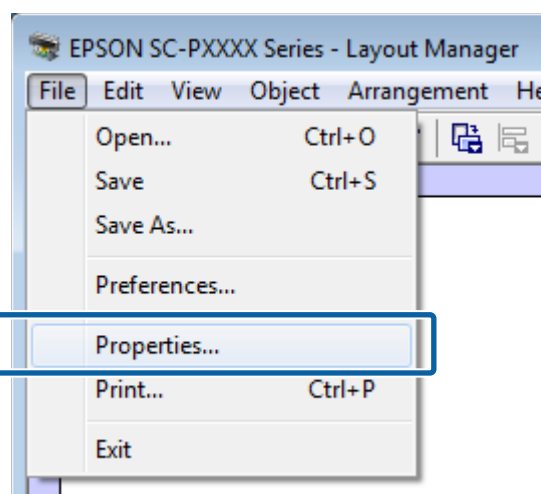 EPSON SC-PXXXX Series - Layout Manager
File Edit View Object Arrangement He
Open... Ctrl+O
Save Ctrl+S
Save As...
Preferences...
Properties...
Print... Ctrl+P
Exit